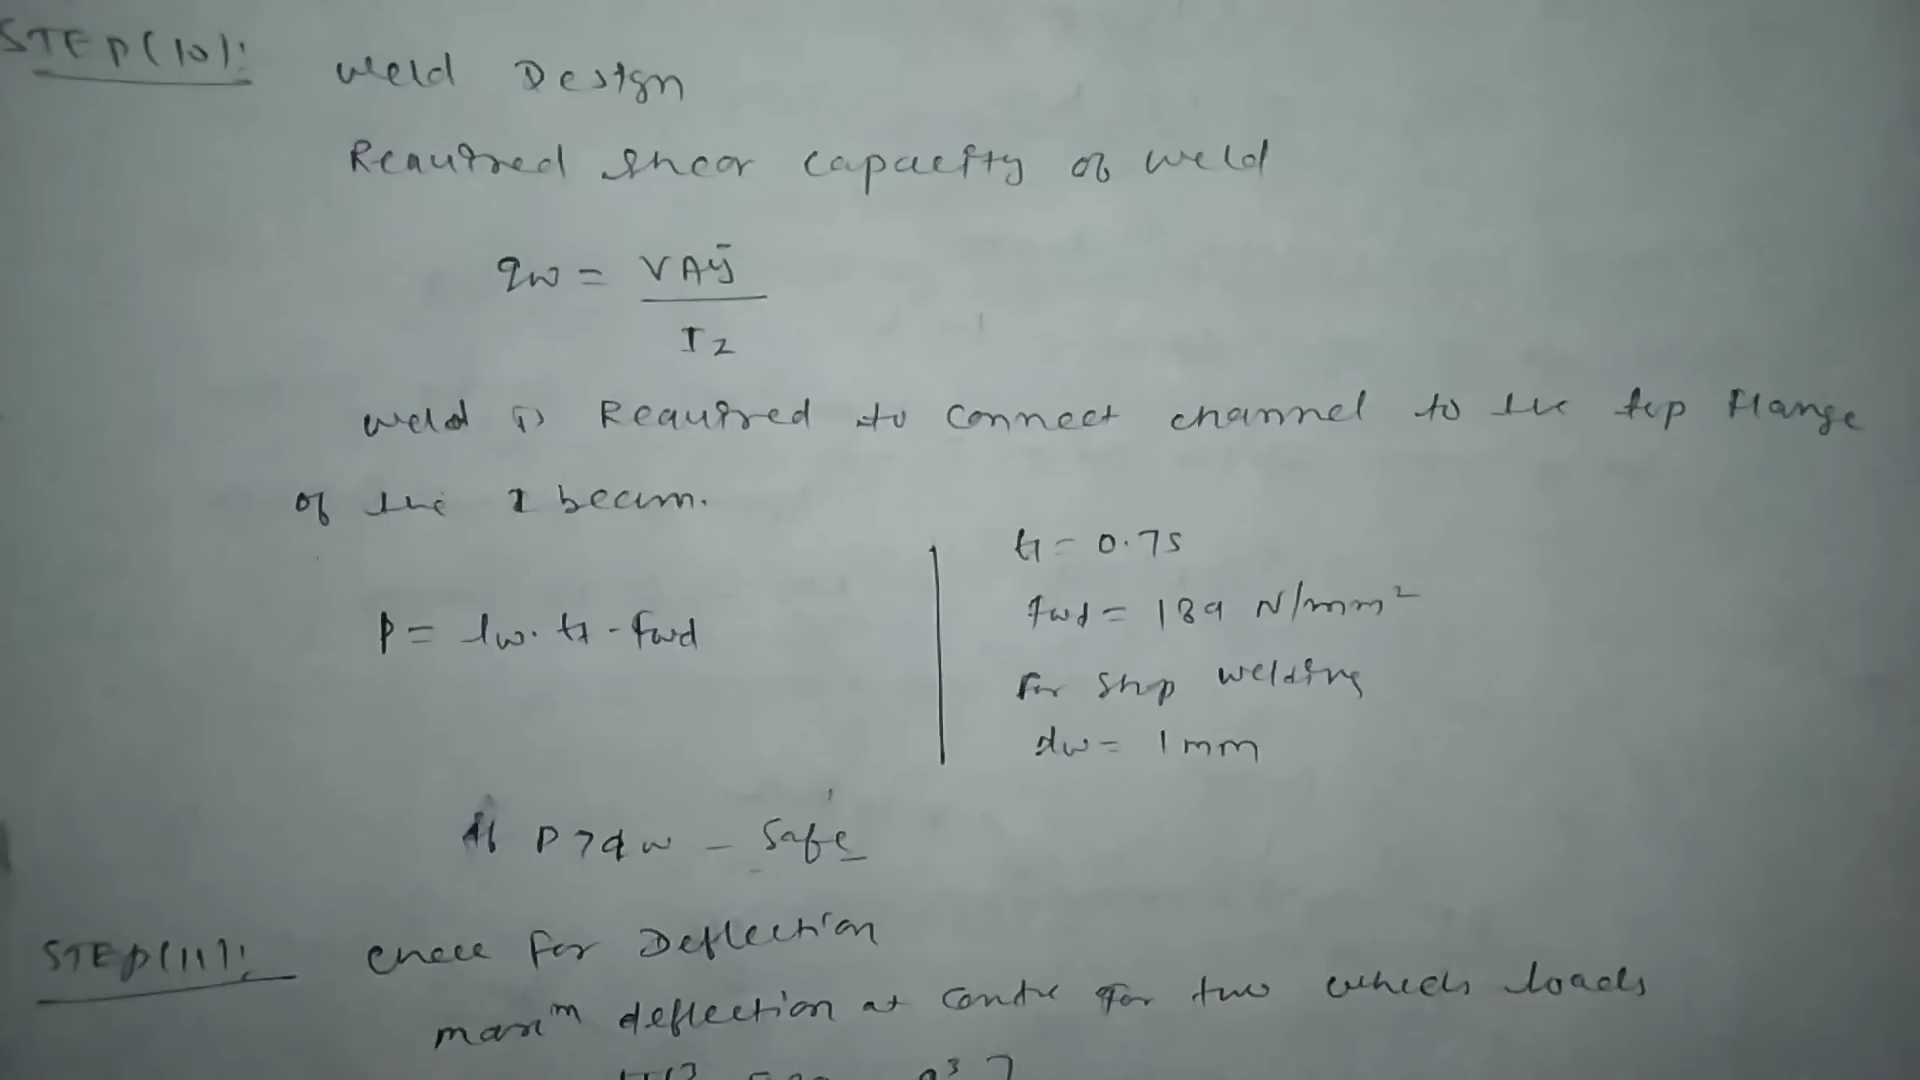 STEP(10): Weld Design
Required shear capacity of weld
qw = VAȳ
Iz
weld is Required to connect channel to the top flange
of the I beam.
tt = 0.7s
P = lw. tt - fwd
fwd = 189 N/mm²
For Shop welding
dw = 1mm
If P>qw - Safe
STEP(11): check For Deflection
maxᵐ deflection at centre for two wheels loads